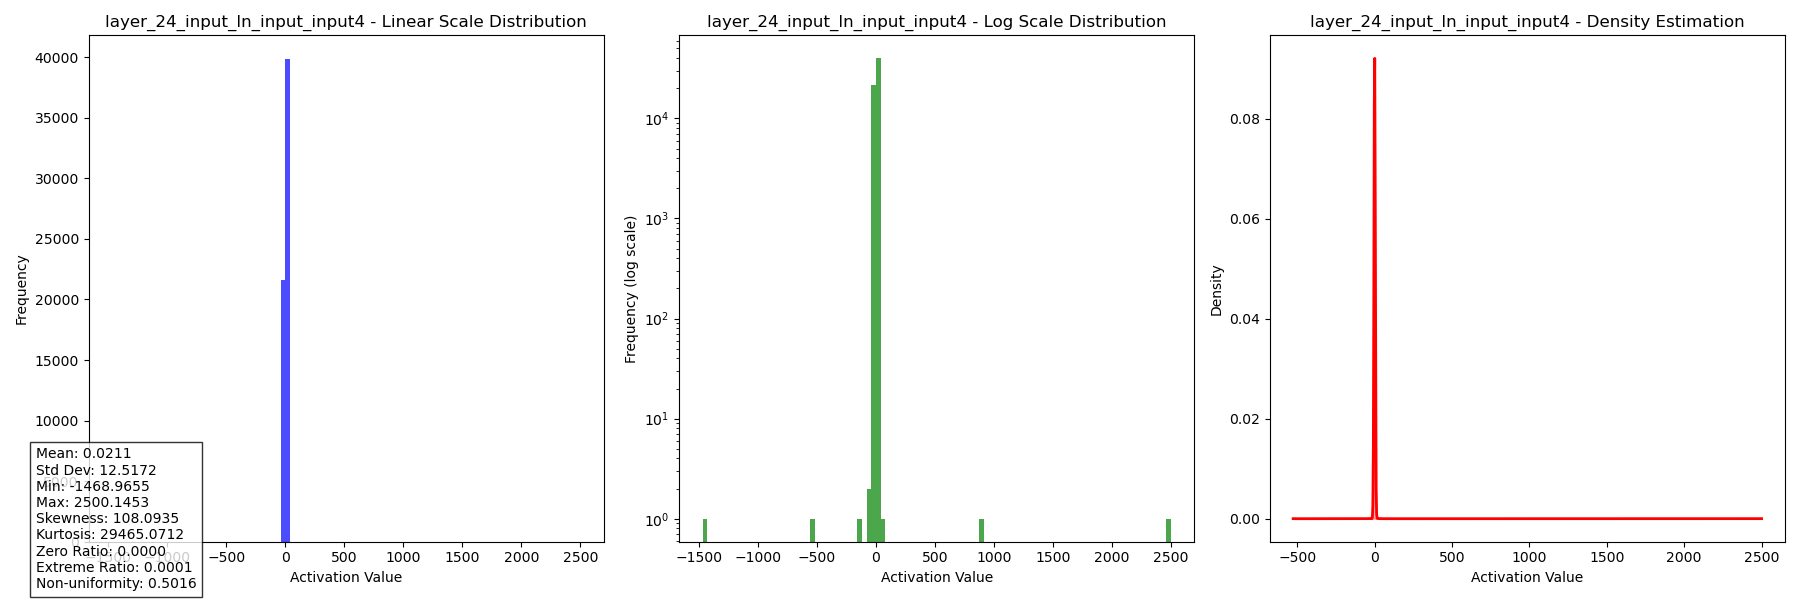 layer_24_input_ln_input_input4 - Linear Scale Distribution
40000
35000
30000
25000
20000
15000
10000
5000
0
Frequency
−1000
−500
0
500
1000
1500
2000
2500
Activation Value
Mean: 0.0211
Std Dev: 12.5172
Min: -1468.9655
Max: 2500.1453
Skewness: 108.0935
Kurtosis: 29465.0712
Zero Ratio: 0.0000
Extreme Ratio: 0.0001
Non-uniformity: 0.5016
layer_24_input_ln_input_input4 - Log Scale Distribution
10⁴
10³
10²
10¹
10⁰
Frequency (log scale)
−1500
−1000
−500
0
500
1000
1500
2000
2500
Activation Value
layer_24_input_ln_input_input4 - Density Estimation
0.08
0.06
0.04
0.02
0.00
Density
−500
0
500
1000
1500
2000
2500
Activation Value